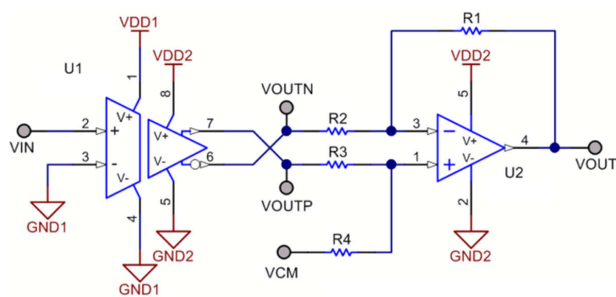 VDD1
R1
U1
VDD2
VDD2
1
8
VOUTN
5
V+
2
+
V+
7
R2
3
−
V+
VIN
4
VOUT
3
-
V-
V-
6
R3
1
+
V-
U2
GND1
4
5
VOUTP
2
GND2
R4
GND2
GND1
VCM